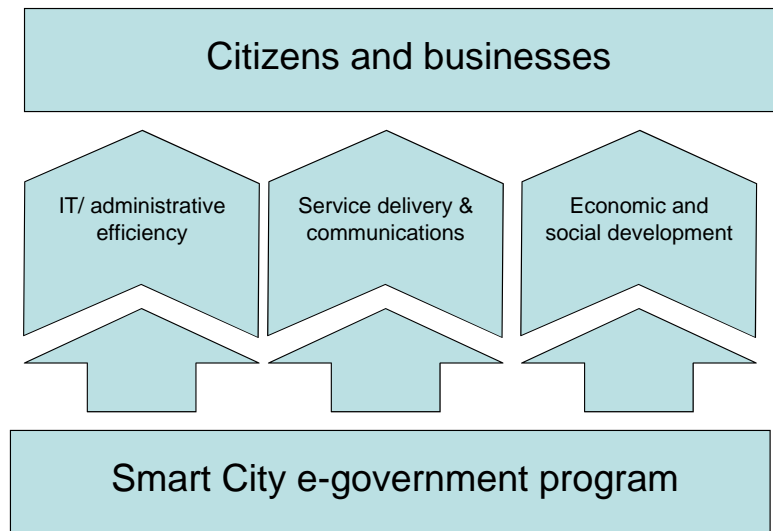 Citizens and businesses
IT/ administrative
efficiency
Service delivery &
communications
Economic and
social development
Smart City e-government program